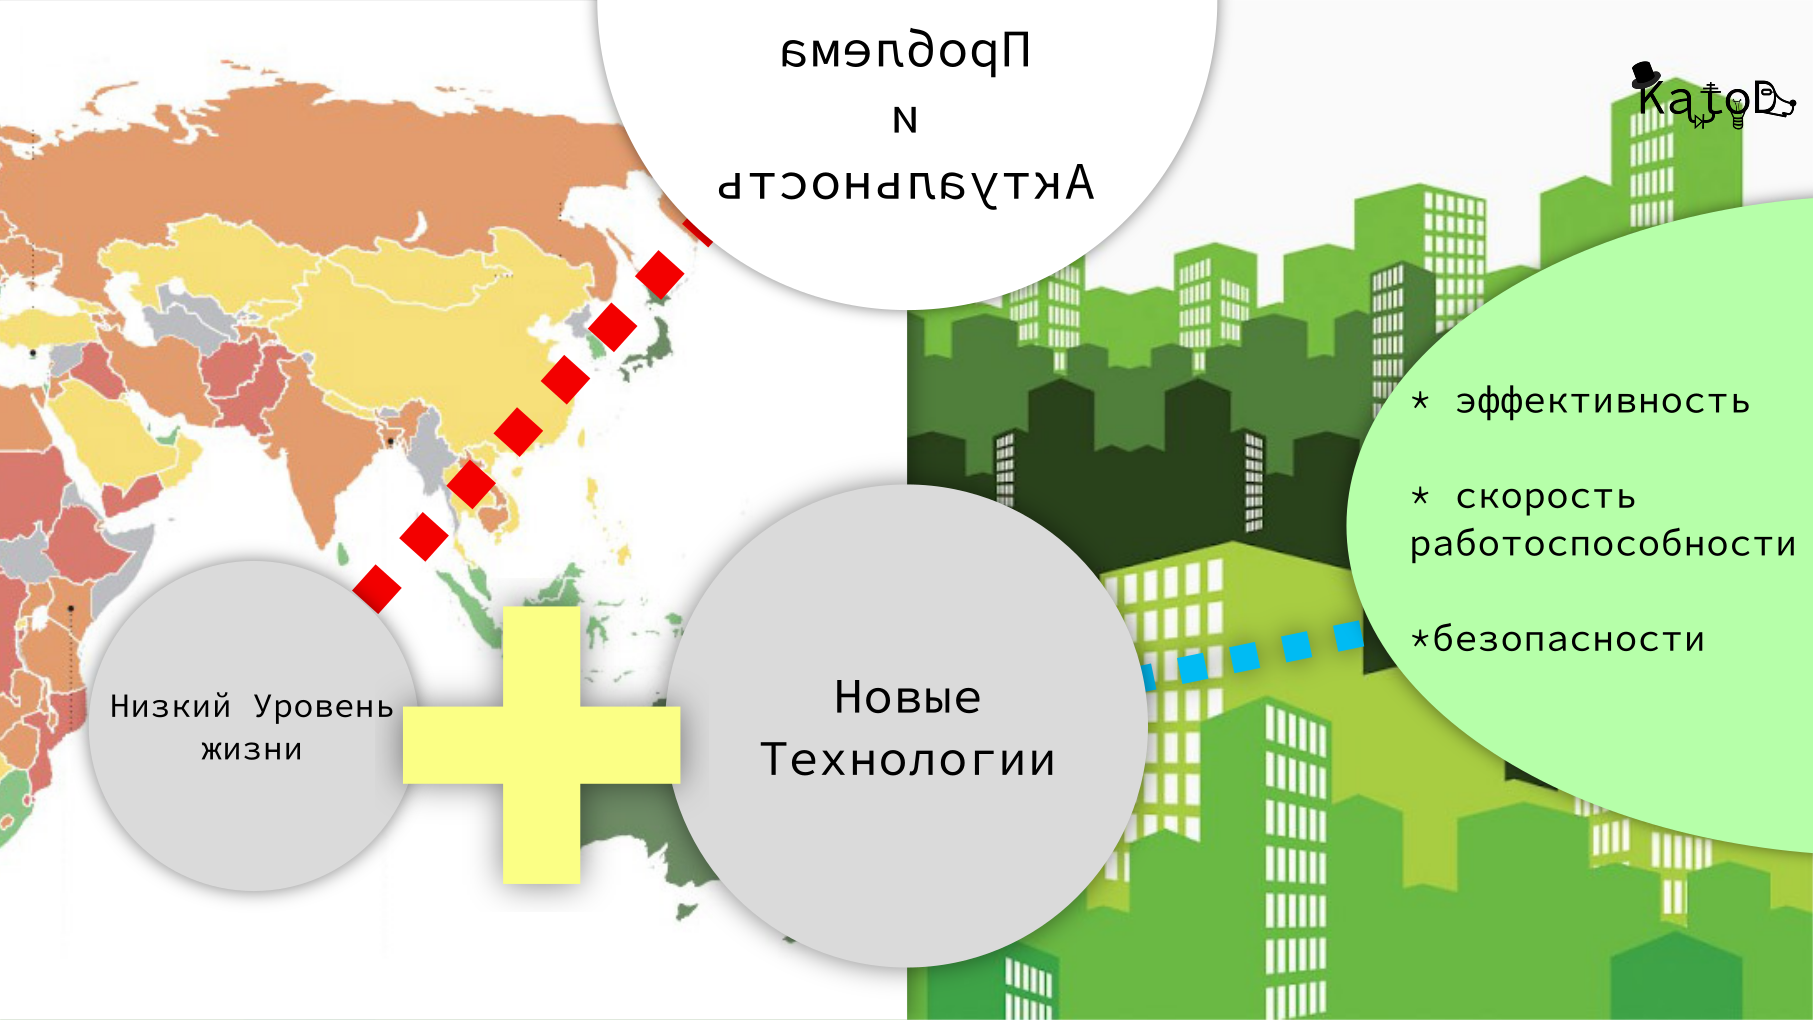 Проблема
и
Актуальность
KatoD
* эффективность
* скорость
работоспособности
*безопасности
Низкий Уровень
жизни
Новые
Технологии